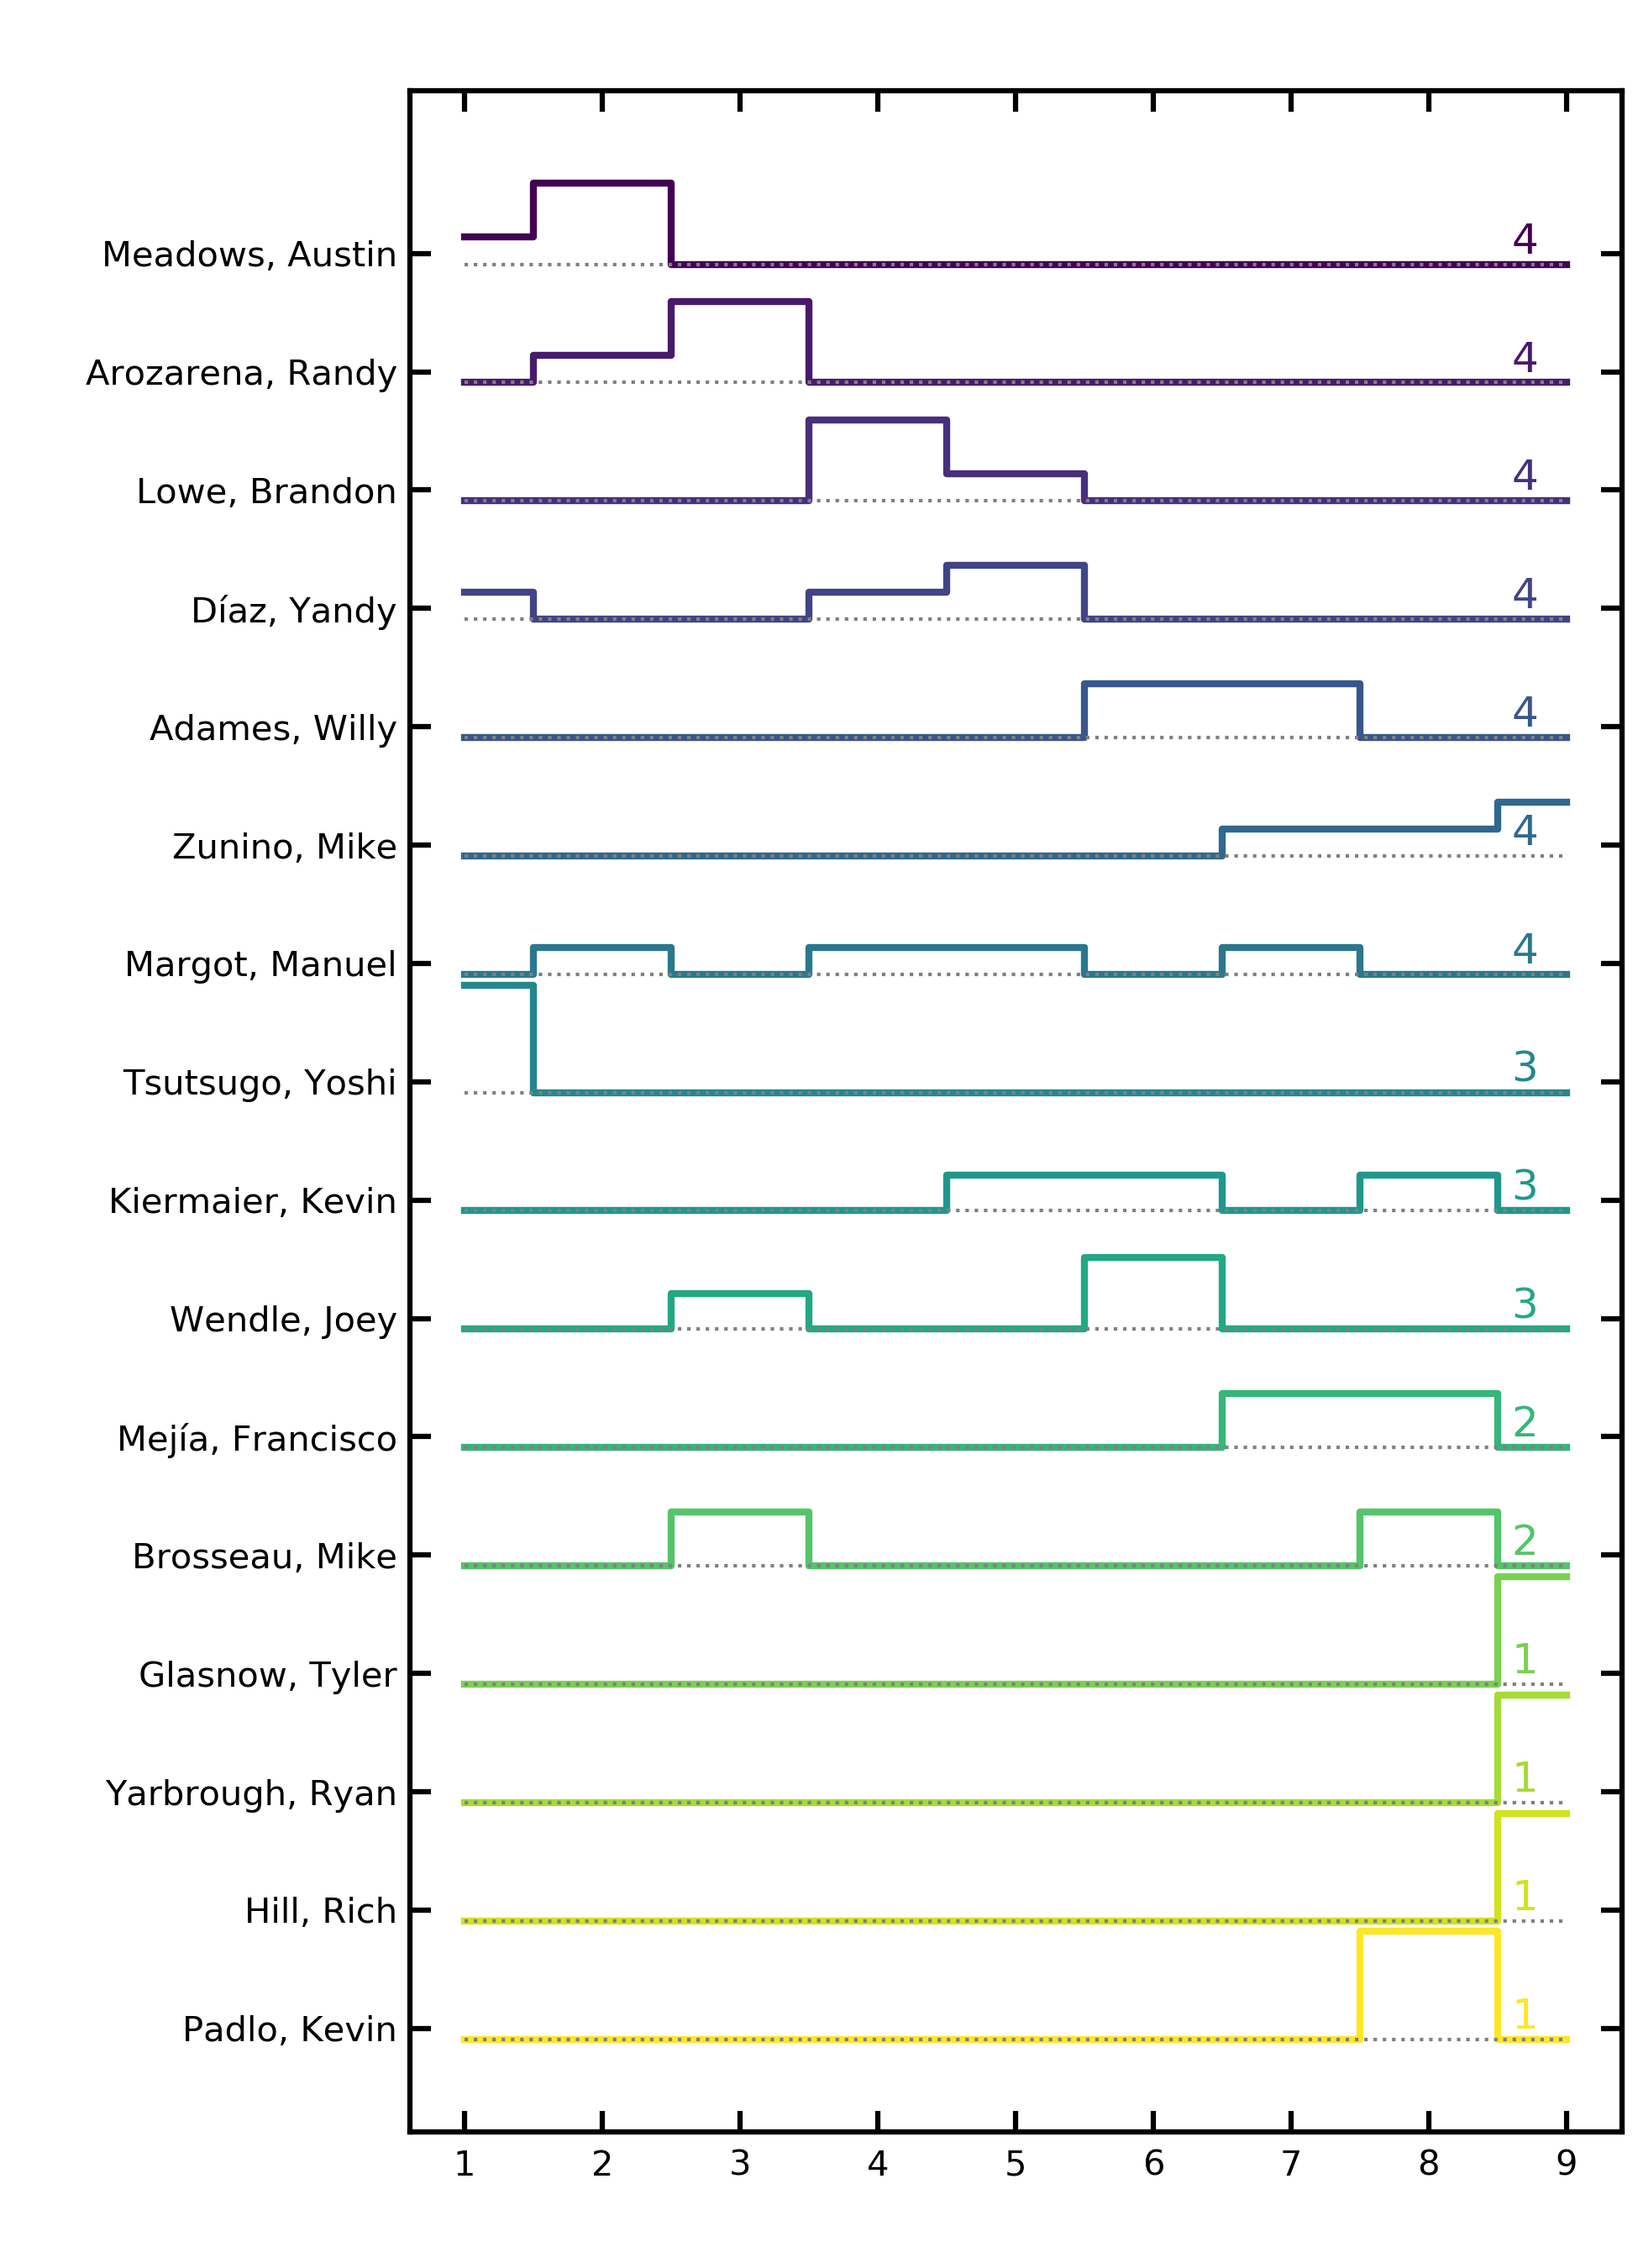 Meadows, Austin 4
Arozarena, Randy 4
Lowe, Brandon 4
Díaz, Yandy 4
Adames, Willy 4
Zunino, Mike 4
Margot, Manuel 4
Tsutsugo, Yoshi 3
Kiermaier, Kevin 3
Wendle, Joey 3
Mejía, Francisco 2
Brosseau, Mike 2
Glasnow, Tyler 1
Yarbrough, Ryan 1
Hill, Rich 1
Padlo, Kevin 1
1 2 3 4 5 6 7 8 9